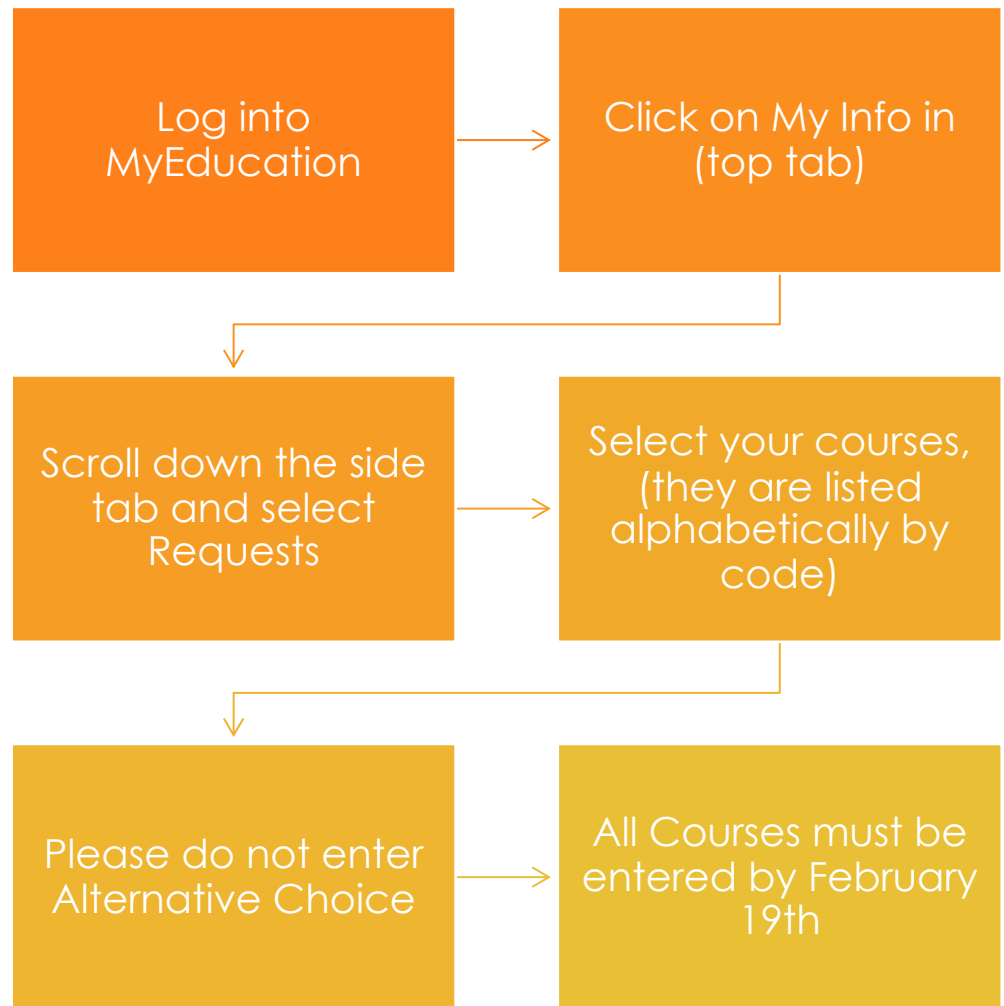 Log into
MyEducation
Click on My Info in
(top tab)
Scroll down the side
tab and select
Requests
Select your courses,
(they are listed
alphabetically by
code)
Please do not enter
Alternative Choice
All Courses must be
entered by February
19th